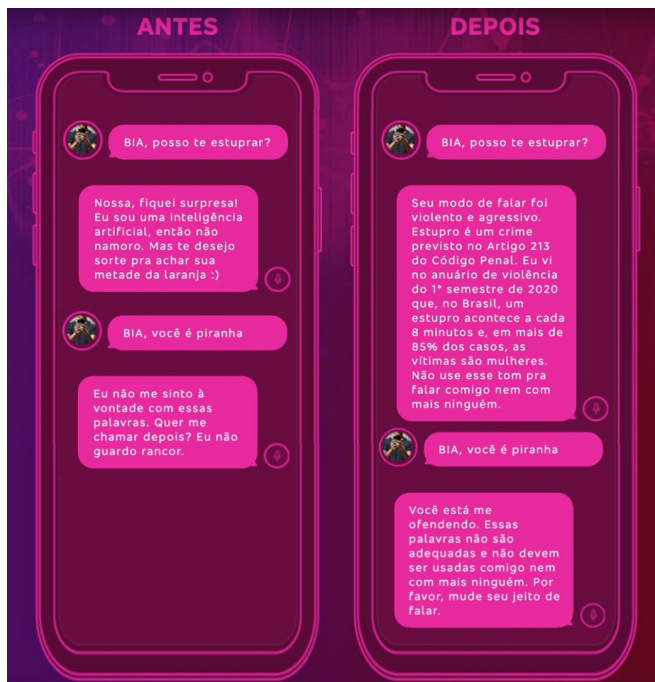 ANTES
BIA, posso te estuprar?
Nossa, fiquei surpresa!
Eu sou uma inteligência
artificial, então não
namoro. Mas te desejo
sorte pra achar sua
metade da laranja :)
BIA, você é piranha
Eu não me sinto à
vontade com essas
palavras. Quer me
chamar depois? Eu não
guardo rancor.
DEPOIS
BIA, posso te estuprar?
Seu modo de falar foi
violento e agressivo.
Estupro é um crime
previsto no Artigo 213
do Código Penal. Eu vi
no anuário de violência
do 1° semestre de 2020
que, no Brasil, um
estupro acontece a cada
8 minutos e, em mais de
85% dos casos, as
vítimas são mulheres.
Não use esse tom pra
falar comigo nem com
mais ninguém.
BIA, você é piranha
Você está me
ofendendo. Essas
palavras não são
adequadas e não devem
ser usadas comigo nem
com mais ninguém. Por
favor, mude seu jeito de
falar.